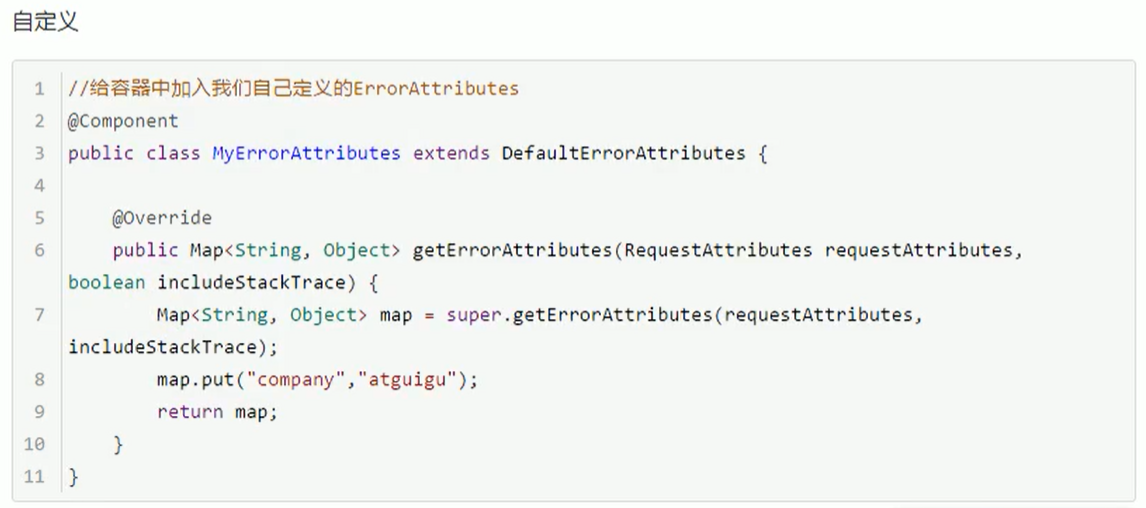 自定义
1 //给容器中加入我们自己定义的ErrorAttributes
2 @Component
3 public class MyErrorAttributes extends DefaultErrorAttributes {
4
5     @Override
6     public Map<String, Object> getErrorAttributes(RequestAttributes requestAttributes,
boolean includeStackTrace) {
7         Map<String, Object> map = super.getErrorAttributes(requestAttributes,
includeStackTrace);
8         map.put("company","atguigu");
9         return map;
10     }
11 }